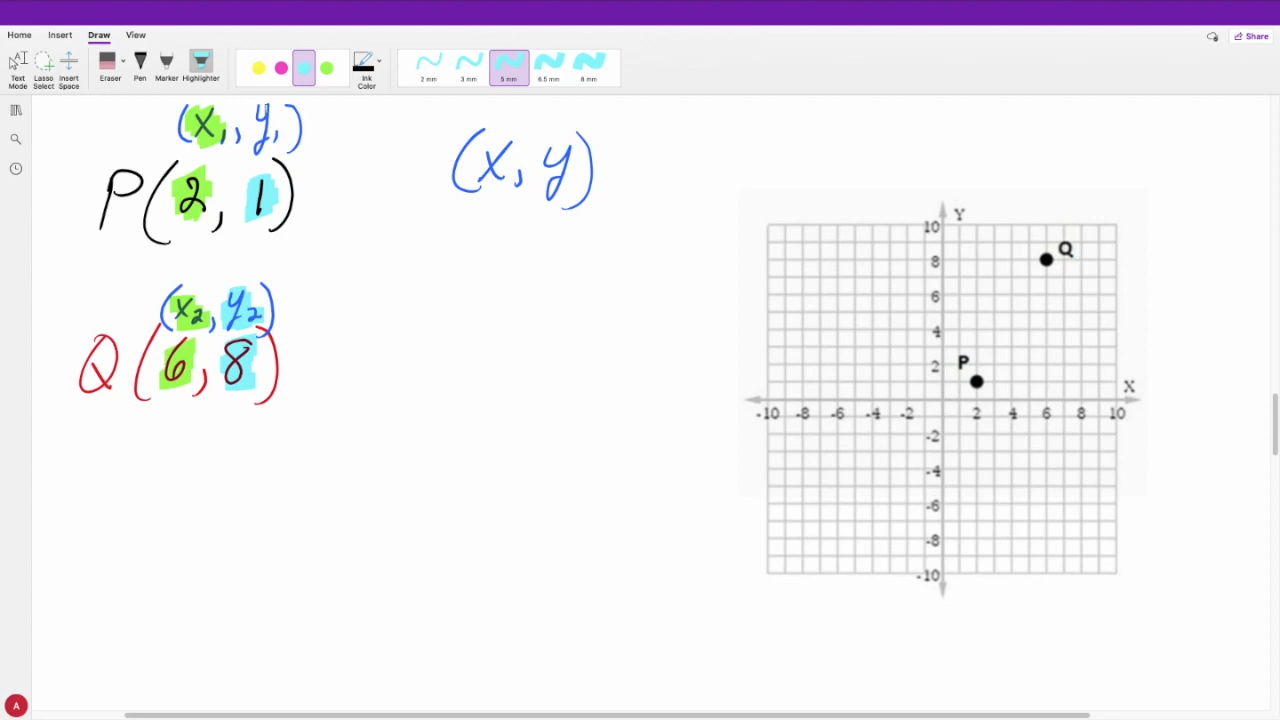 Home Insert Draw View
Share
Text Mode
Lasso Select
Insert Space
Eraser
Pen
Marker
Highlighter
Ink Color
2 mm
3 mm
5 mm
6.5 mm
8 mm
(x₁, y₁)
P(2, 1)
(x, y)
(x₂, y₂)
Q(6, 8)
Y
10
Q
8
6
4
P
2
X
-10 -8 -6 -4 -2 2 4 6 8 10
-2
-4
-6
-8
-10
A